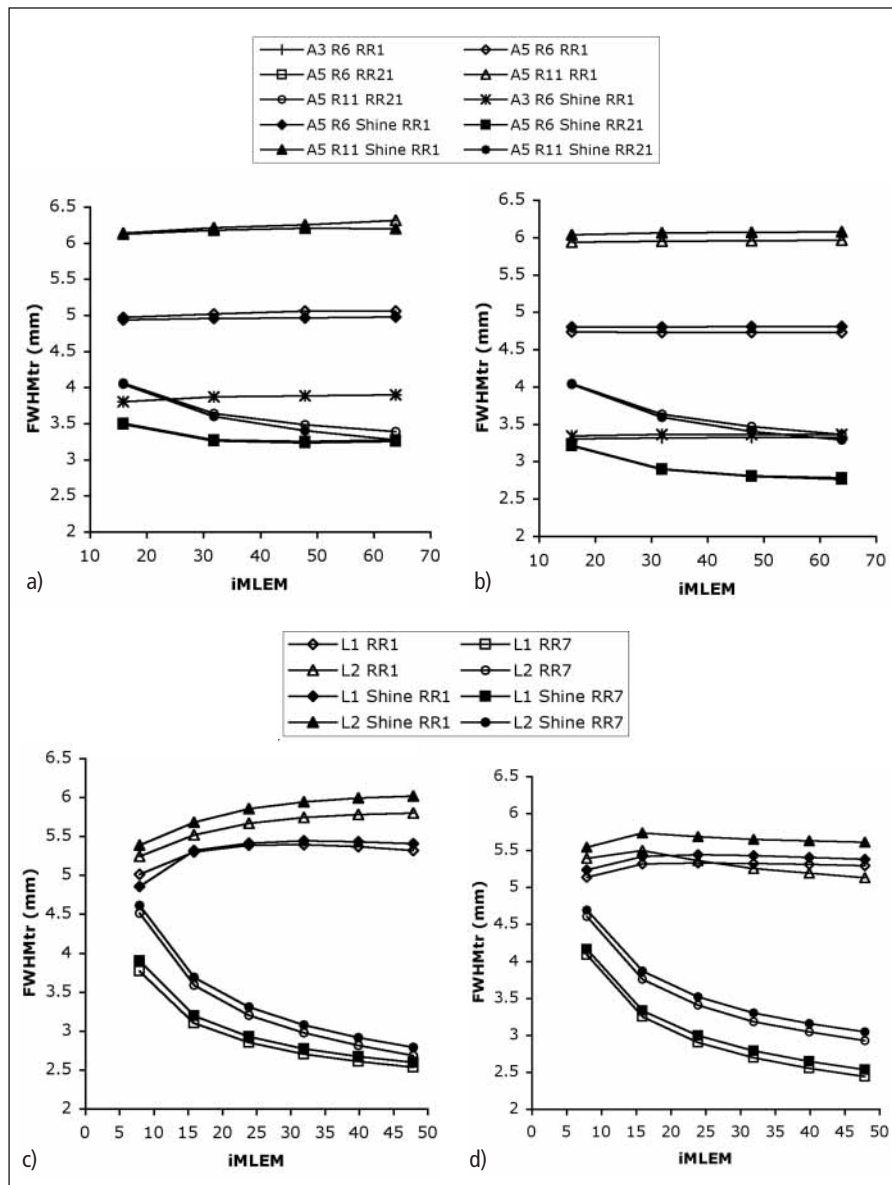 A3 R6 RR1
A5 R6 RR1
A5 R6 RR21
A5 R11 RR1
A5 R11 RR21
A3 R6 Shine RR1
A5 R6 Shine RR1
A5 R6 Shine RR21
A5 R11 Shine RR1
A5 R11 Shine RR21
6.5
6
5.5
5
4.5
4
3.5
3
2.5
2
FWHMtr (mm)
10 20 30 40 50 60 70
iMLEM
a)
6.5
6
5.5
5
4.5
4
3.5
3
2.5
2
FWHMtr (mm)
10 20 30 40 50 60 70
iMLEM
b)
L1 RR1
L1 RR7
L2 RR1
L2 RR7
L1 Shine RR1
L1 Shine RR7
L2 Shine RR1
L2 Shine RR7
6.5
6
5.5
5
4.5
4
3.5
3
2.5
2
FWHMtr (mm)
0 5 10 15 20 25 30 35 40 45 50
iMLEM
c)
6.5
6
5.5
5
4.5
4
3.5
3
2.5
2
FWHMtr (mm)
0 5 10 15 20 25 30 35 40 45 50
iMLEM
d)